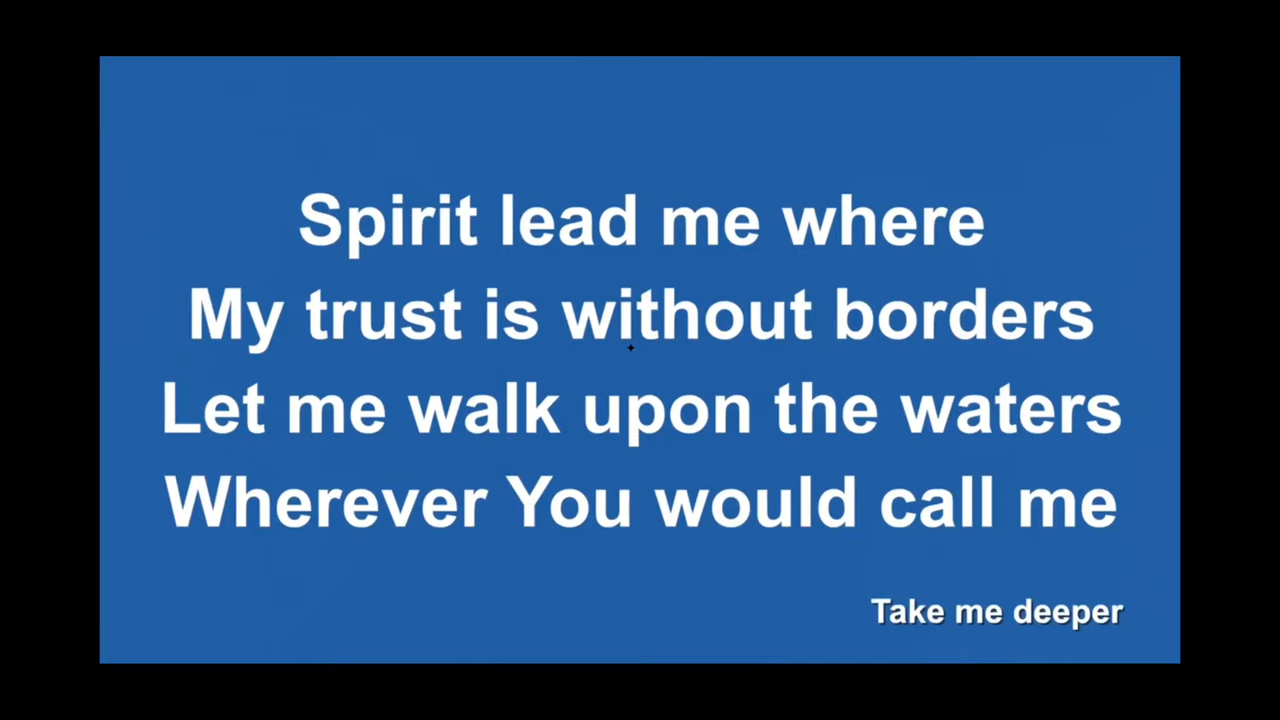 Spirit lead me where
My trust is without borders
Let me walk upon the waters
Wherever You would call me
Take me deeper